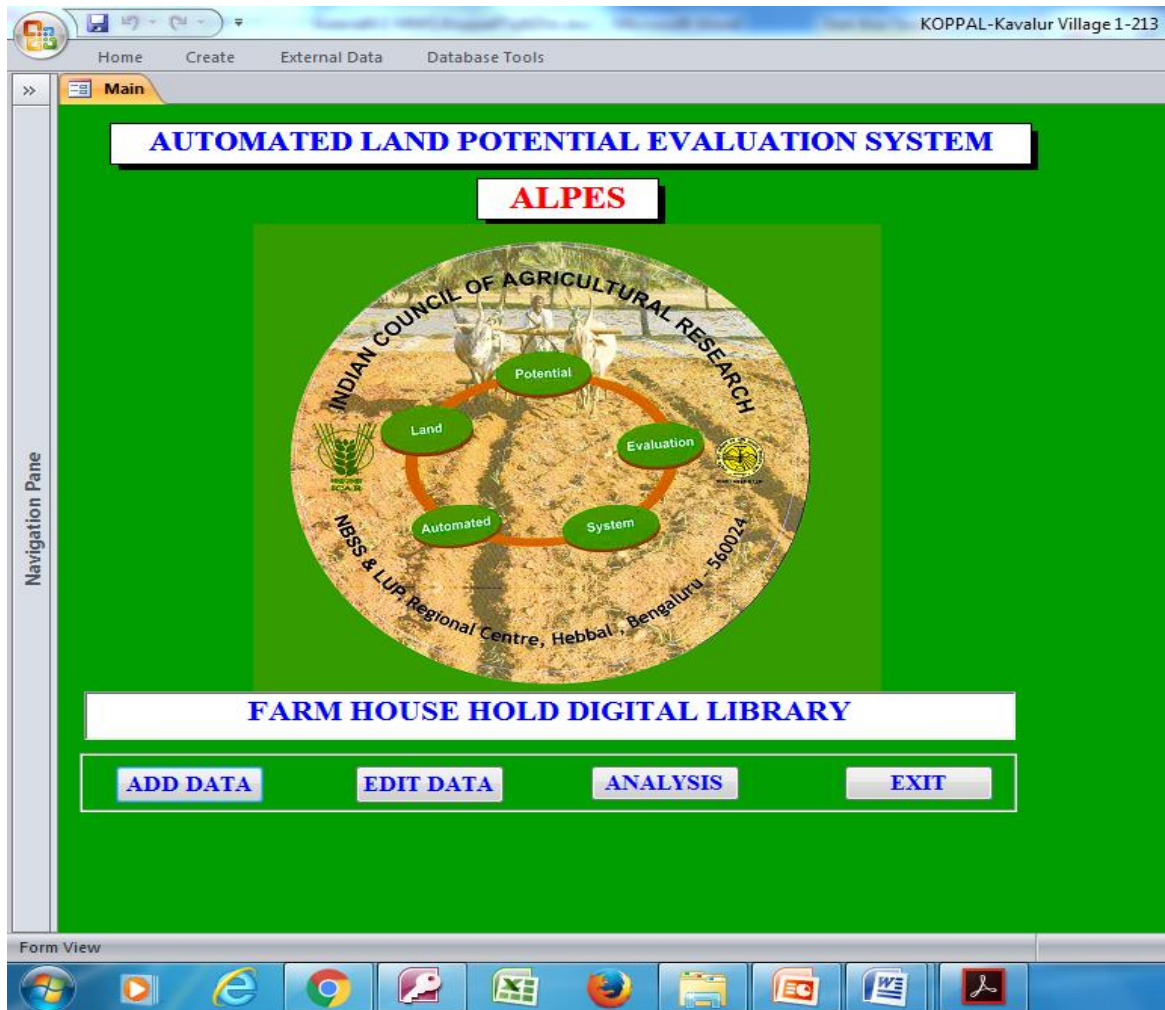 KOPPAL-Kavalur Village 1-213
Home Create External Data Database Tools
Main
AUTOMATED LAND POTENTIAL EVALUATION SYSTEM
ALPES
INDIAN COUNCIL OF AGRICULTURAL RESEARCH
Potential
Land
Evaluation
ICAR
Automated
System
NBSS & LUP, Regional Centre, Hebbal , Bengaluru - 560024
Navigation Pane
FARM HOUSE HOLD DIGITAL LIBRARY
ADD DATA EDIT DATA ANALYSIS EXIT
Form View